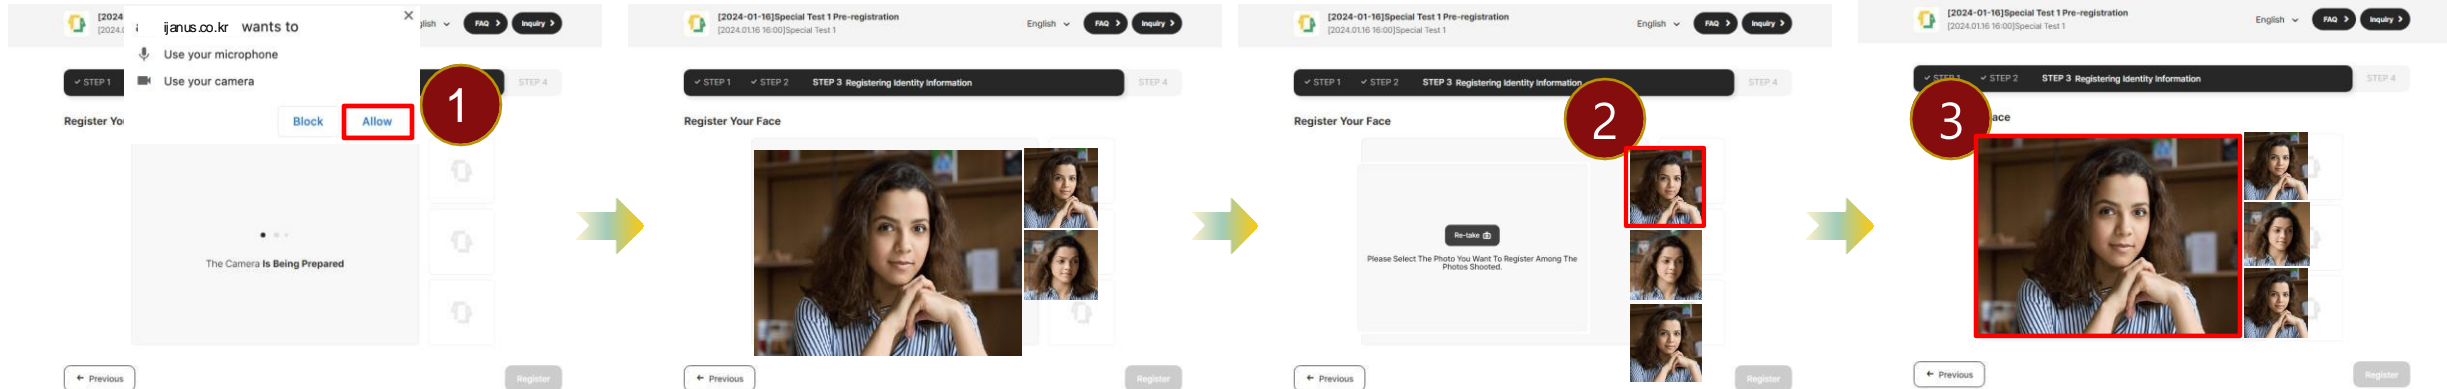 [2024
[2024.0
ijanus.co.kr wants to
Use your microphone
Use your camera
Block
Allow
glish
FAQ
Inquiry
STEP 1
STEP 4
1
Register You
The Camera Is Being Prepared
Previous
Register
[2024-01-16]Special Test 1 Pre-registration
[2024.01.16 16:00]Special Test 1
English
FAQ
Inquiry
STEP 1
STEP 2
STEP 3 Registering Identity Information
STEP 4
Register Your Face
Previous
Register
[2024-01-16]Special Test 1 Pre-registration
[2024.01.16 16:00]Special Test 1
English
FAQ
Inquiry
STEP 1
STEP 2
STEP 3 Registering Identity Information
STEP 4
Register Your Face
2
Re-take
Please Select The Photo You Want To Register Among The
Photos Shooted.
Previous
Register
[2024-01-16]Special Test 1 Pre-registration
[2024.01.16 16:00]Special Test 1
English
FAQ
Inquiry
STEP 1
STEP 2
STEP 3 Registering Identity Information
STEP 4
3
ace
Previous
Register